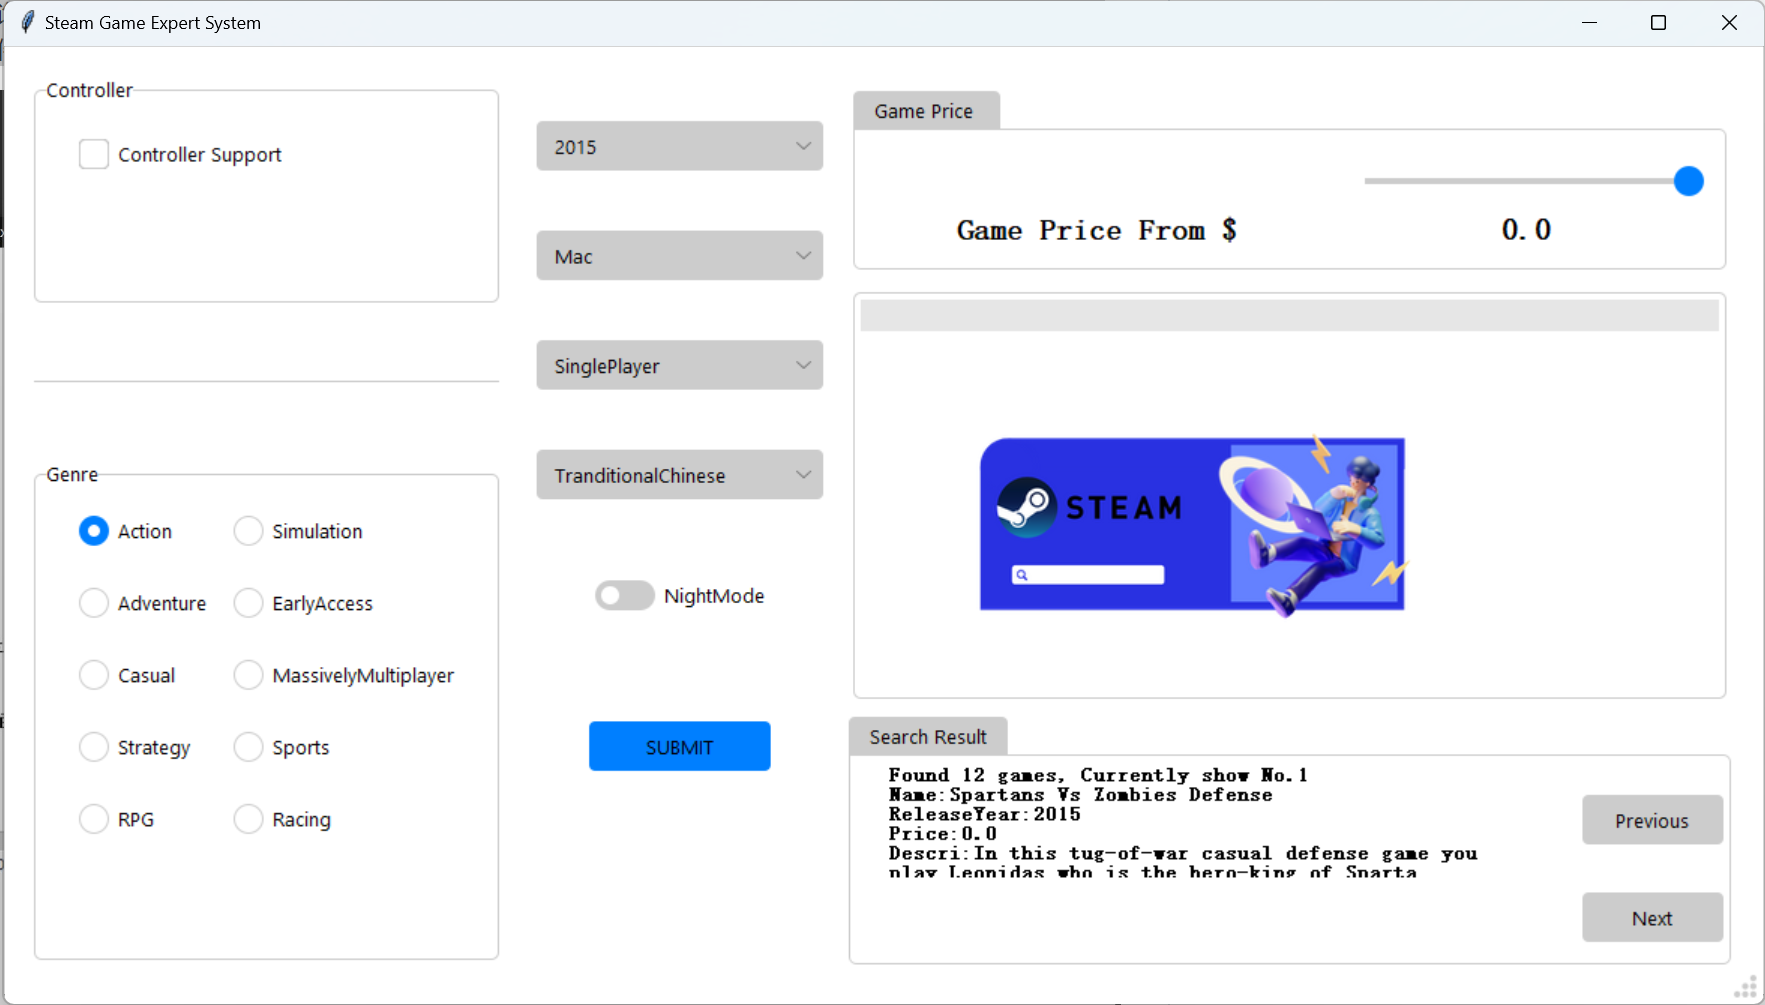 Steam Game Expert System
Controller
Controller Support
Genre
Action
Simulation
Adventure
EarlyAccess
Casual
MassivelyMultiplayer
Strategy
Sports
RPG
Racing
2015
Mac
SinglePlayer
TranditionalChinese
NightMode
SUBMIT
Game Price
Game Price From $ 0.0
STEAM
Search Result
Found 12 games, Currently show No.1
Name:Spartans Vs Zombies Defense
ReleaseYear:2015
Price:0.0
Descri:In this tug-of-war casual defense game you
play Leonidas who is the hero-king of Sparta
Previous
Next